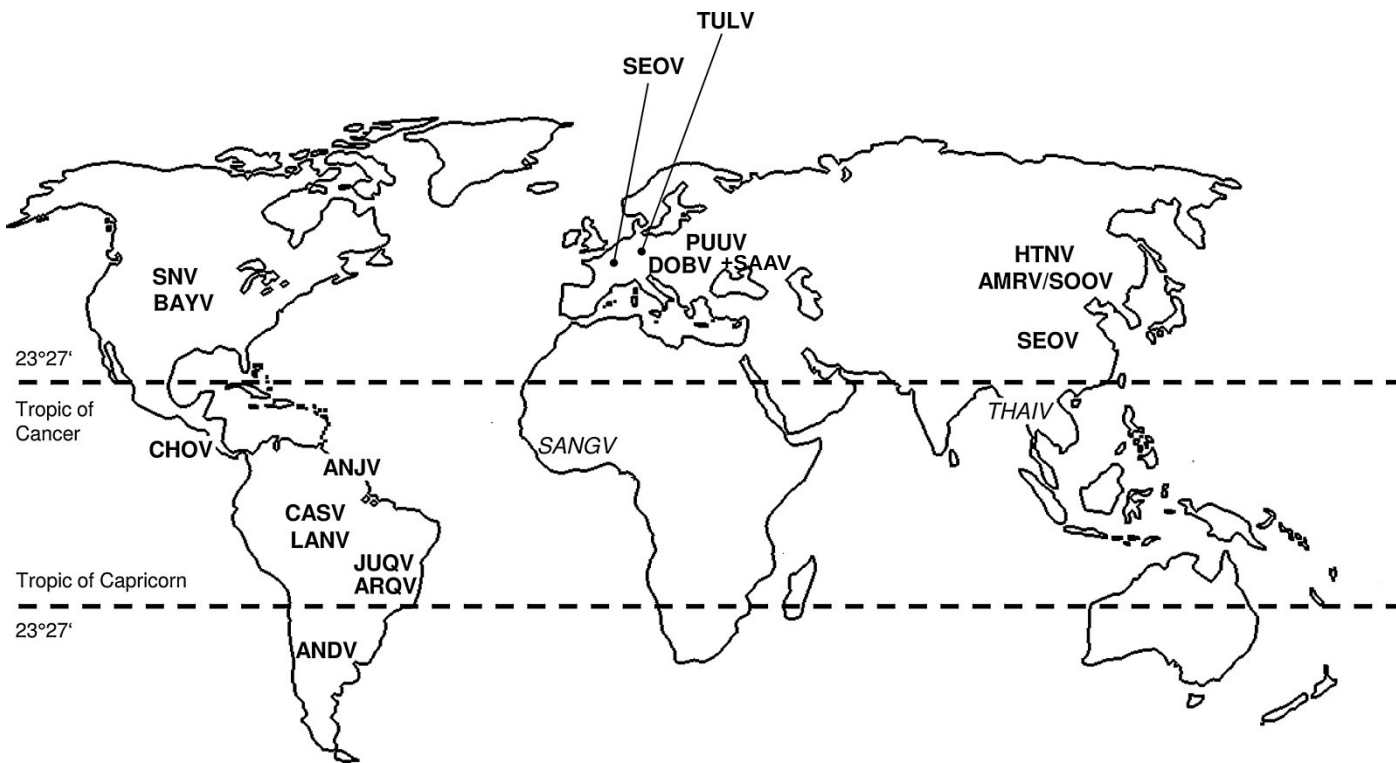 TULV
SEOV
PUUV
DOBV +SAAV
HTNV
AMRV/SOOV
SNV
BAYV
SEOV
23°27‘
Tropic of
Cancer
THAIV
CHOV
SANGV
ANJV
CASV
LANV
JUQV
ARQV
Tropic of Capricorn
23°27‘
ANDV